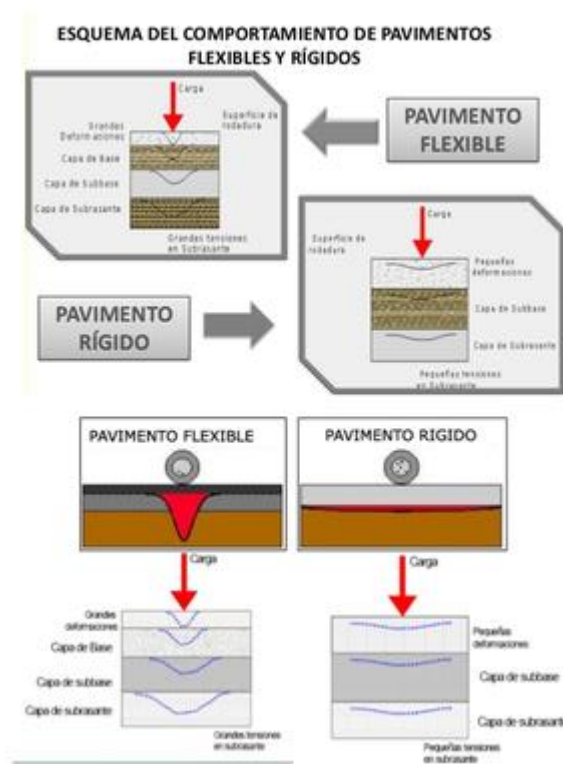 ESQUEMA DEL COMPORTAMIENTO DE PAVIMENTOS
FLEXIBLES Y RÍGIDOS
Carga
Grandes
Deformaciones
Superficie de
rodadura
Capa de Base
Capa de Subbase
Capa de Subrasante
Grandes tensiones
en Subrasante
PAVIMENTO
FLEXIBLE
PAVIMENTO
RÍGIDO
Carga
Superficie de
rodadura
Pequeñas
deformaciones
Capa de Subbase
Capa de Subrasante
Pequeñas tensiones
en Subrasante
PAVIMENTO FLEXIBLE
PAVIMENTO RIGIDO
Carga
Grandes
deformaciones
Capa de Base
Capa de subbase
Capa de subrasante
Grandes tensiones
en subrasante
Carga
Pequeñas
deformaciones
Capa de subbase
Capa de subrasante
Pequeñas tensiones
en subrasante